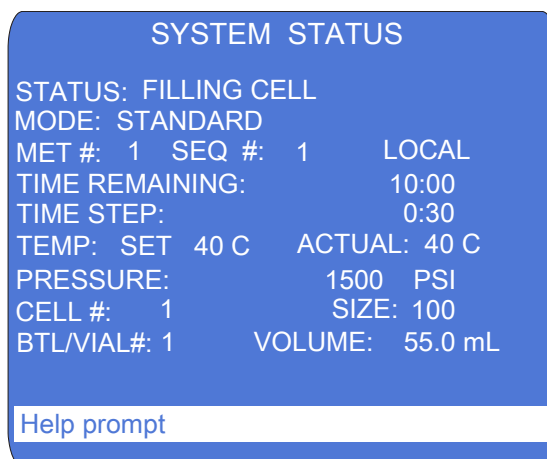 SYSTEM STATUS
STATUS: FILLING CELL
MODE: STANDARD
MET #: 1 SEQ #: 1 LOCAL
TIME REMAINING: 10:00
TIME STEP: 0:30
TEMP: SET 40 C ACTUAL: 40 C
PRESSURE: 1500 PSI
CELL #: 1 SIZE: 100
BTL/VIAL#: 1 VOLUME: 55.0 mL
Help prompt